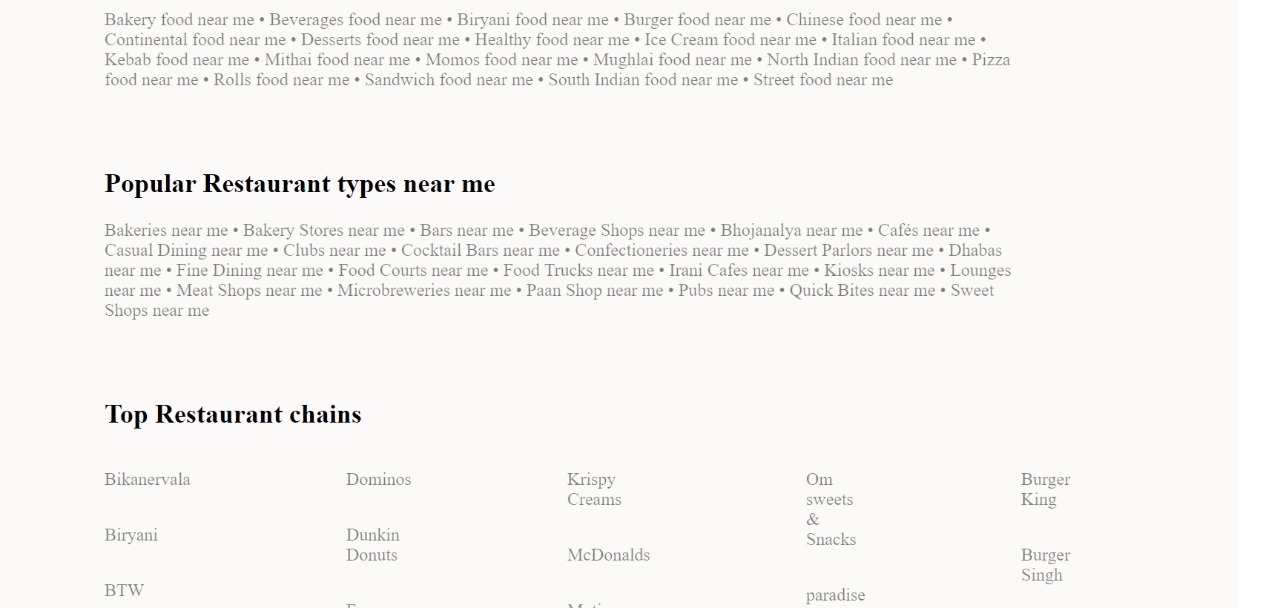 Bakery food near me • Beverages food near me • Biryani food near me • Burger food near me • Chinese food near me •
Continental food near me • Desserts food near me • Healthy food near me • Ice Cream food near me • Italian food near me •
Kebab food near me • Mithai food near me • Momos food near me • Mughlai food near me • North Indian food near me • Pizza
food near me • Rolls food near me • Sandwich food near me • South Indian food near me • Street food near me
Popular Restaurant types near me
Bakeries near me • Bakery Stores near me • Bars near me • Beverage Shops near me • Bhojanalya near me • Cafés near me •
Casual Dining near me • Clubs near me • Cocktail Bars near me • Confectioneries near me • Dessert Parlors near me • Dhabas
near me • Fine Dining near me • Food Courts near me • Food Trucks near me • Irani Cafes near me • Kiosks near me • Lounges
near me • Meat Shops near me • Microbreweries near me • Paan Shop near me • Pubs near me • Quick Bites near me • Sweet
Shops near me
Top Restaurant chains
Bikanervala
Biryani
BTW
Dominos
Dunkin
Donuts
Krispy
Creams
McDonalds
Om
sweets
&
Snacks
paradise
Burger
King
Burger
Singh